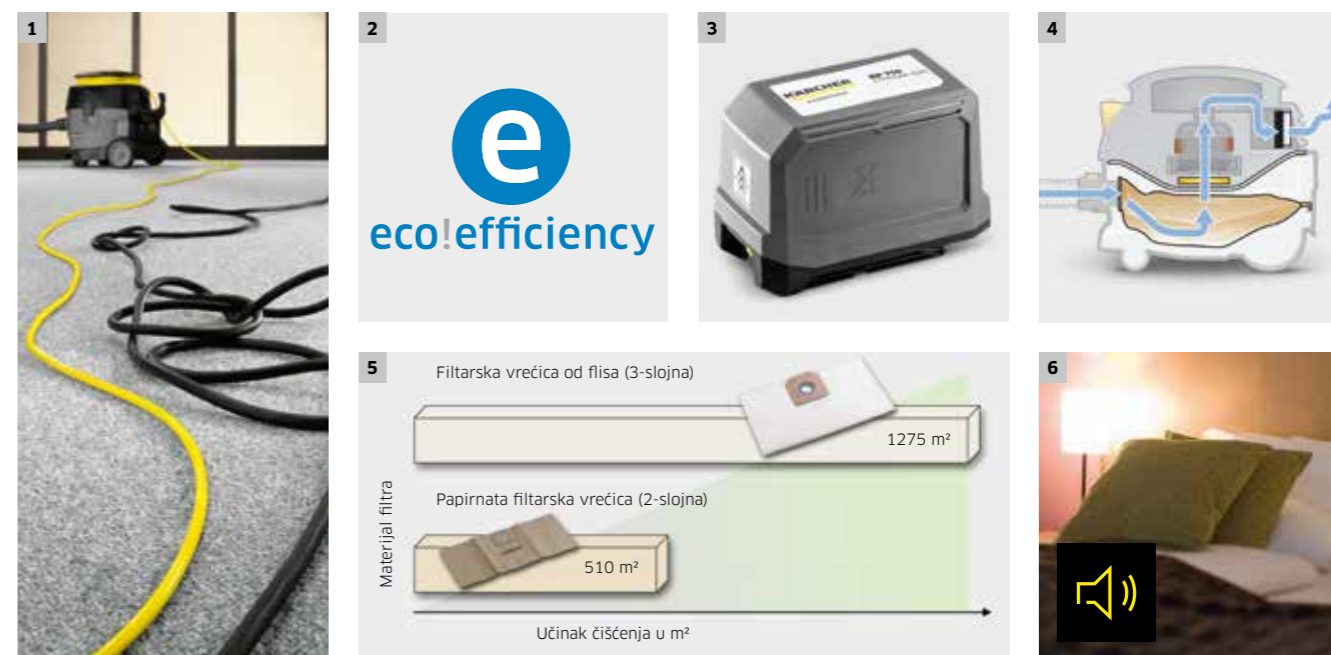 1
2
e
eco!efficiency
3
KÄRCHER
4
5
Filtarska vrećica od flisa (3-slojna)
1275 m²
Papirnata filtarska vrećica (2-slojna)
510 m²
Materijal filtra
Učinak čišćenja u m²
6